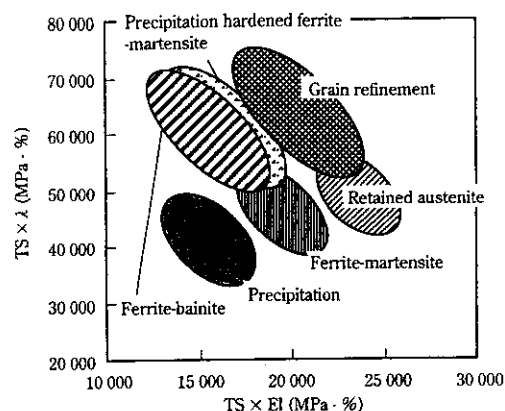 Precipitation hardened ferrite
-martensite
80 000
70 000
60 000
50 000
40 000
30 000
20 000
TS × λ (MPa · %)
Grain refinement
Retained austenite
Ferrite-martensite
Precipitation
Ferrite-bainite
10 000
15 000
20 000
25 000
30 000
TS × El (MPa · %)